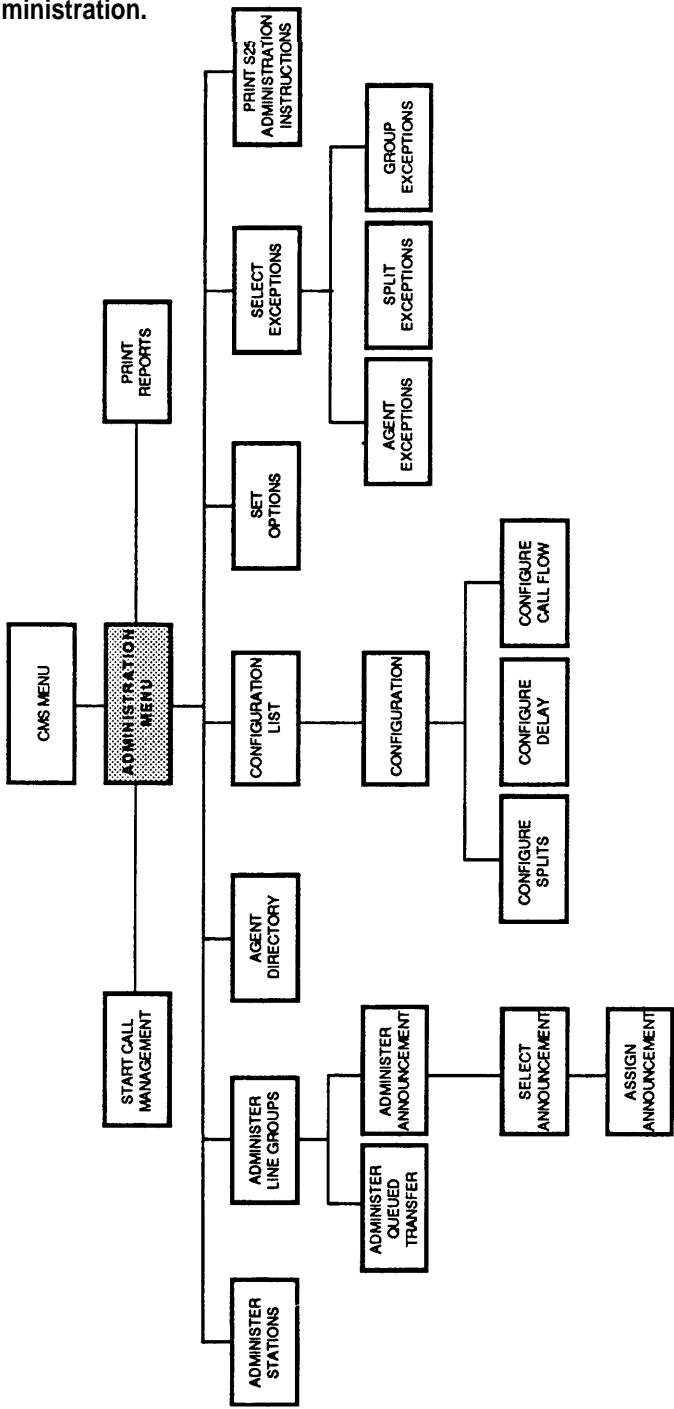 ministration.
CMS MENU
START CALL
MANAGEMENT
ADMINISTRATION
MENU
PRINT
REPORTS
ADMINISTER
STATIONS
ADMINISTER
LINE GROUPS
AGENT
DIRECTORY
CONFIGURATION
LIST
SET
OPTIONS
SELECT
EXCEPTIONS
PRINT S25
ADMINISTRATION
INSTRUCTIONS
ADMINISTER
QUEUED
TRANSFER
ADMINISTER
ANNOUNCEMENT
CONFIGURATION
AGENT
EXCEPTIONS
SPLIT
EXCEPTIONS
GROUP
EXCEPTIONS
SELECT
ANNOUNCEMENT
CONFIGURE
SPLITS
CONFIGURE
DELAY
CONFIGURE
CALL FLOW
ASSIGN
ANNOUNCEMENT